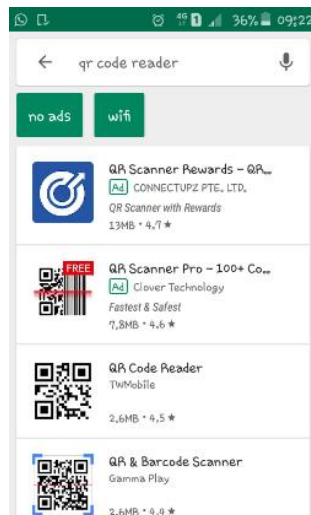 4G 1 36% 09:22
qr code reader
no ads wifi
QR Scanner Rewards – QR...
Ad CONNECTUPZ PTE. LTD.
QR Scanner with Rewards
13MB • 4,7 ★
FREE
QR Scanner Pro – 100+ Co...
Ad Clover Technology
Fastest & Safest
7,8MB • 4,6 ★
QR Code Reader
TWMobile
2,6MB • 4,5 ★
QR & Barcode Scanner
Gamma Play